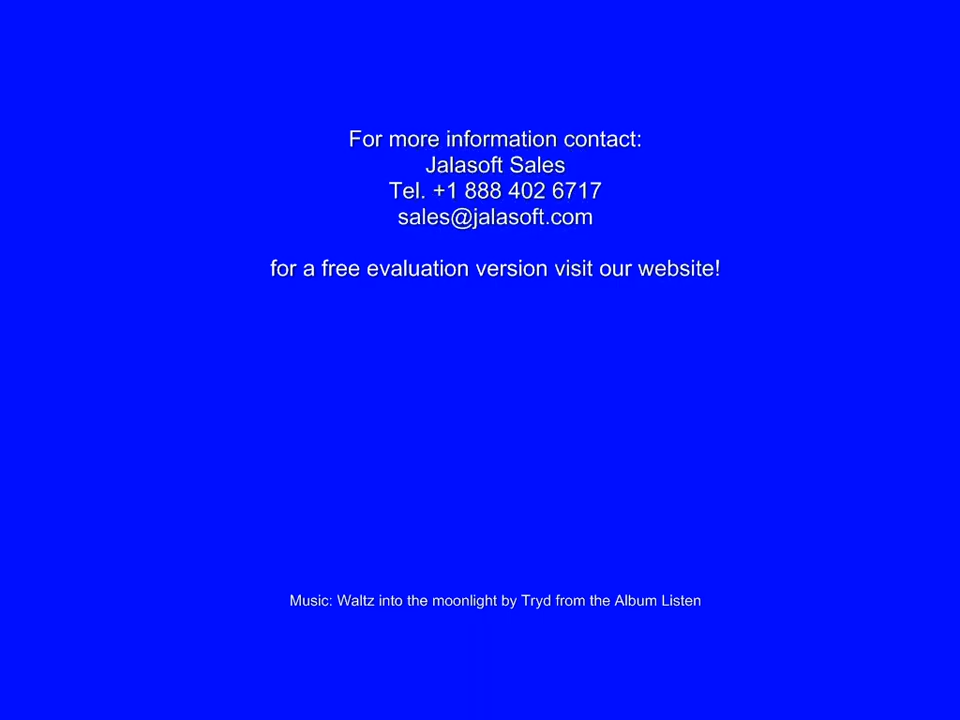 For more information contact:
Jalasoft Sales
Tel. +1 888 402 6717
sales@jalasoft.com
for a free evaluation version visit our website!
Music: Waltz into the moonlight by Tryd from the Album Listen